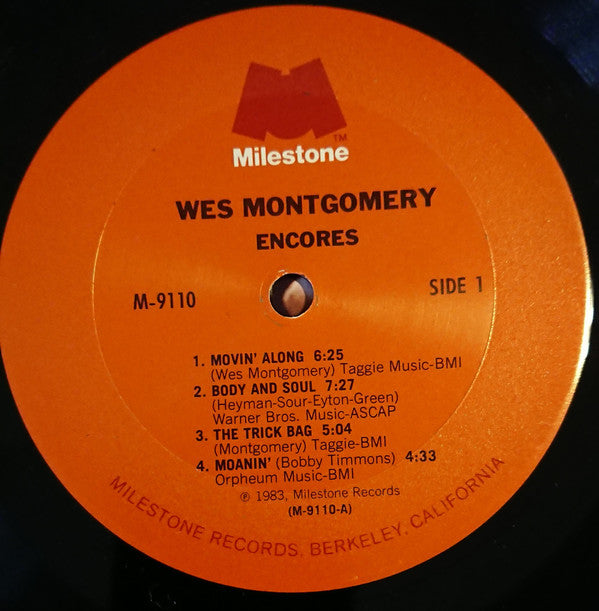 TM
Milestone
WES MONTGOMERY
ENCORES
M-9110
SIDE 1
1. MOVIN' ALONG 6:25
(Wes Montgomery) Taggie Music-BMI
2. BODY AND SOUL 7:27
(Heyman-Sour-Eyton-Green)
Warner Bros. Music-ASCAP
3. THE TRICK BAG 5:04
(Montgomery) Taggie-BMI
4. MOANIN' (Bobby Timmons) 4:33
Orpheum Music-BMI
℗ 1983, Milestone Records
(M-9110-A)
MILESTONE RECORDS, BERKELEY, CALIFORNIA